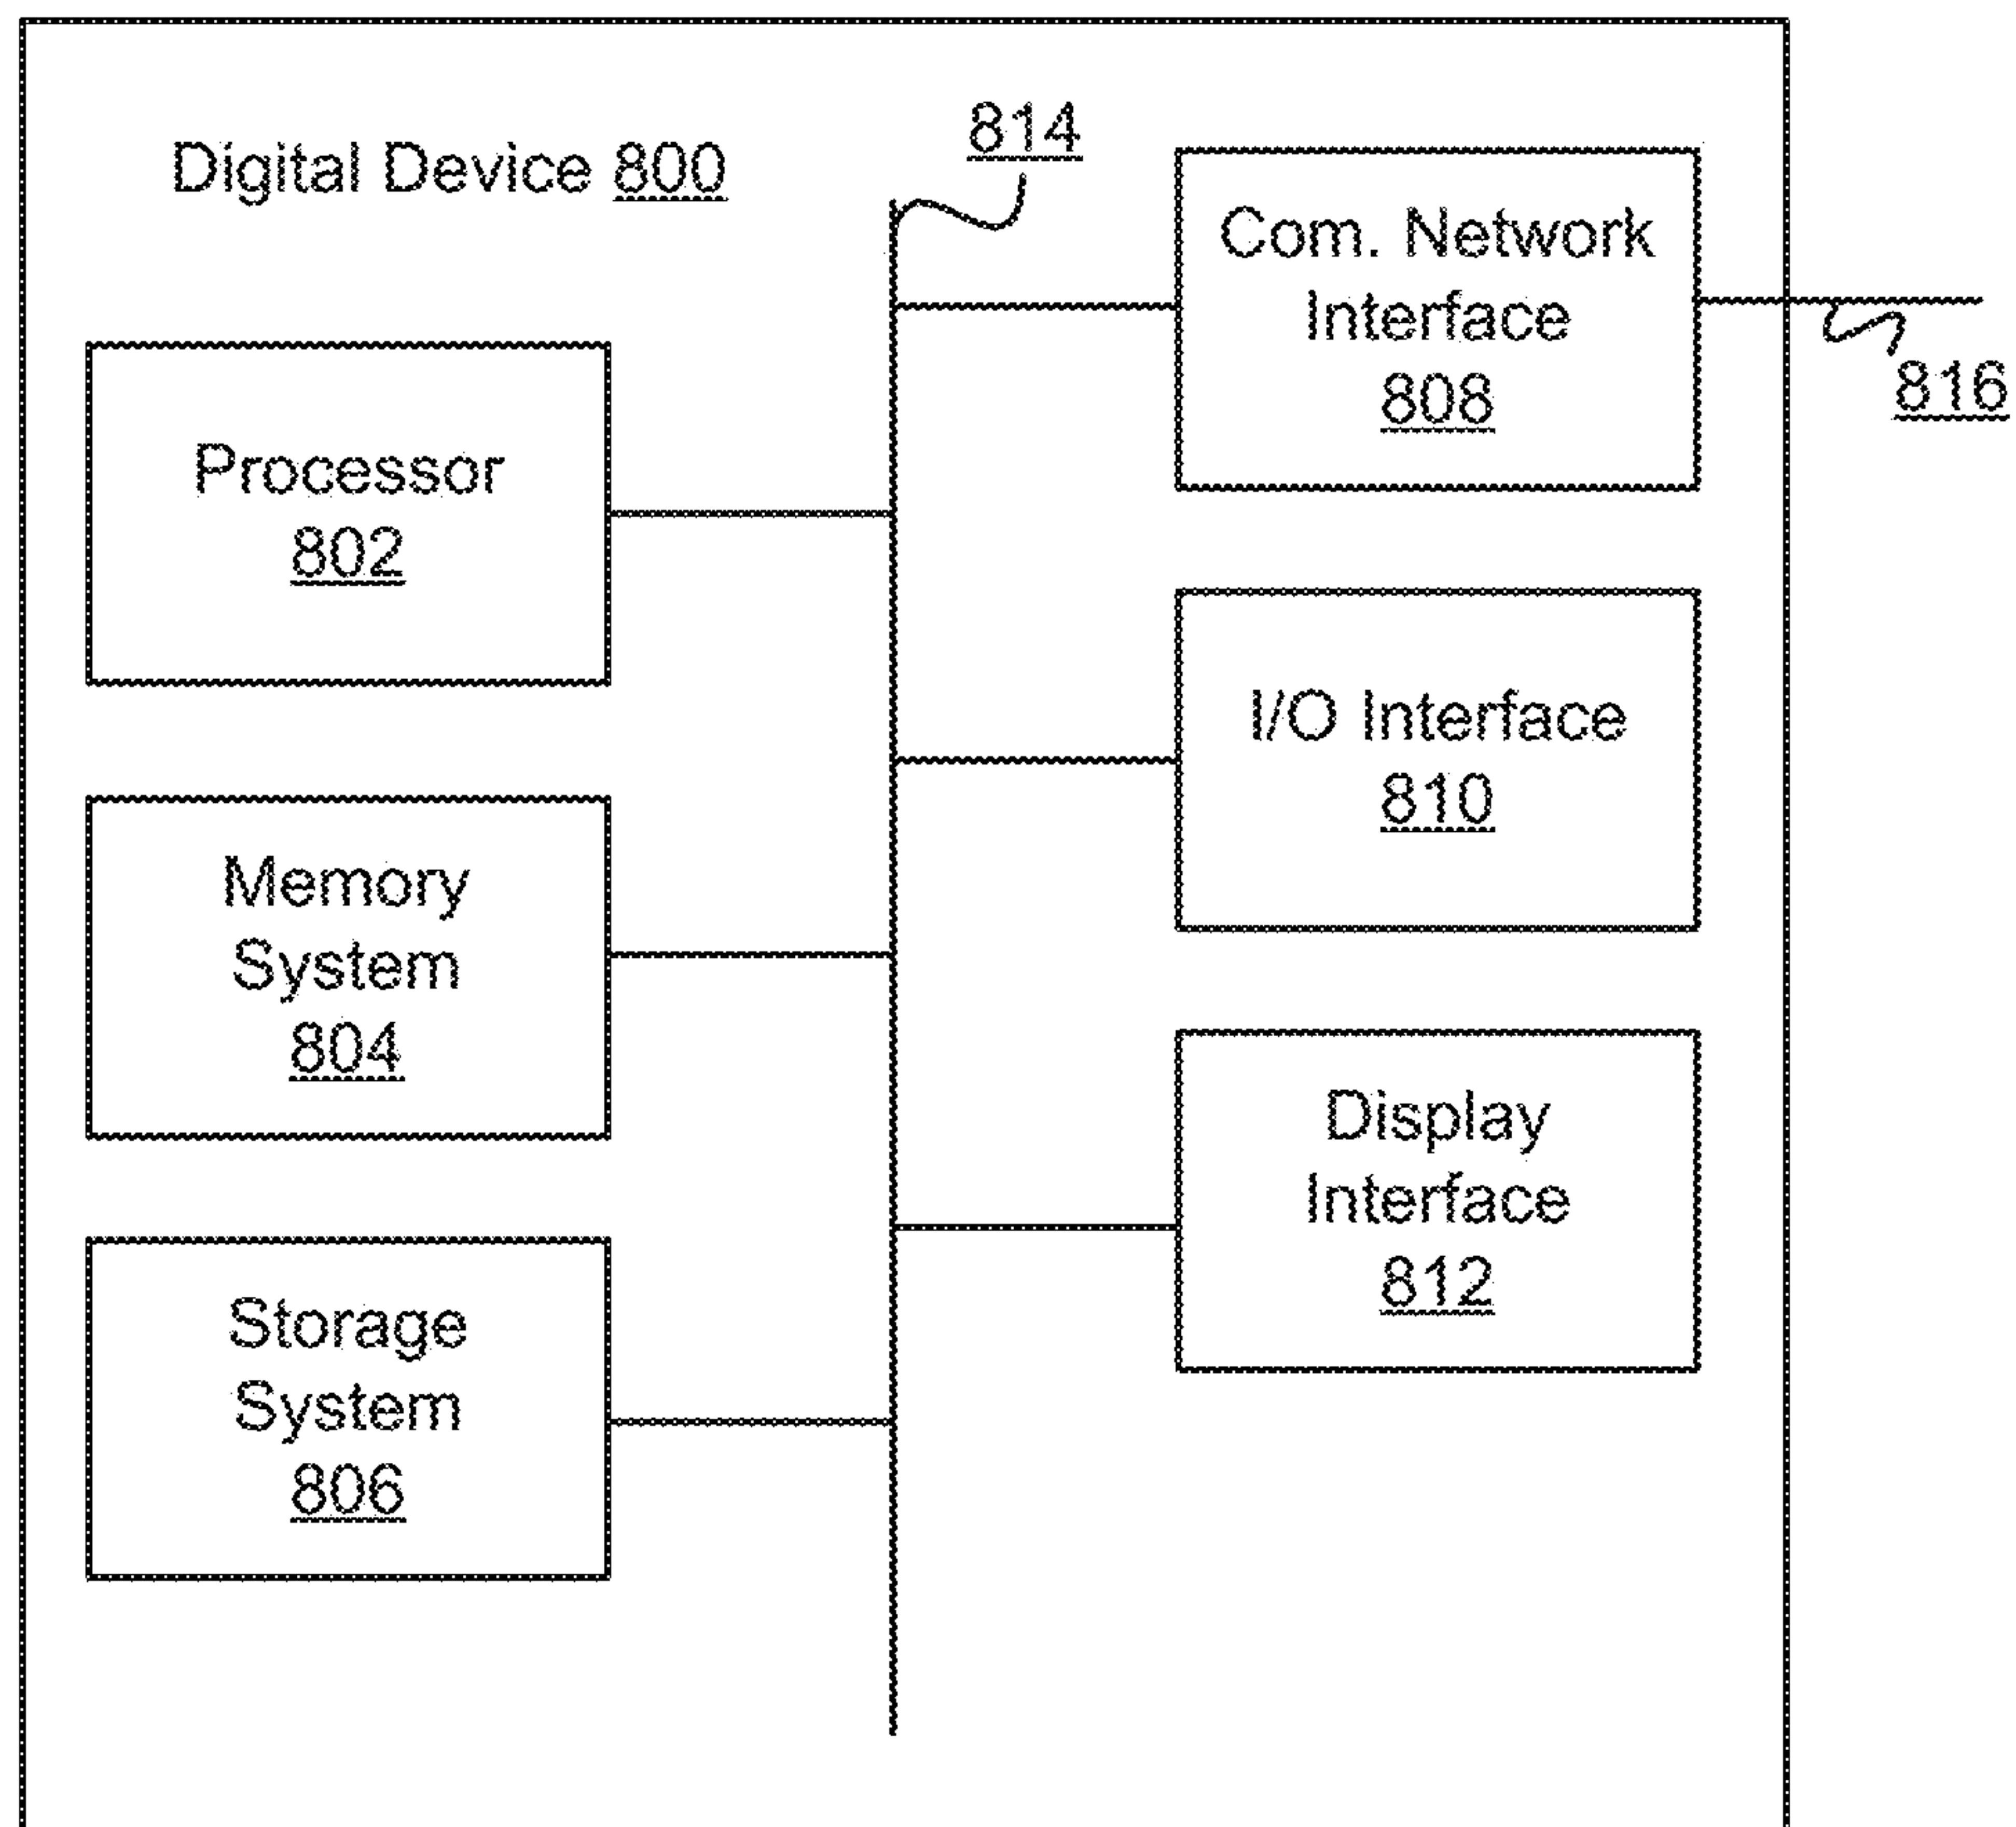 Digital Device 800
814
Com. Network
Interface
808
816
Processor
802
I/O Interface
810
Memory
System
804
Display
Interface
812
Storage
System
806